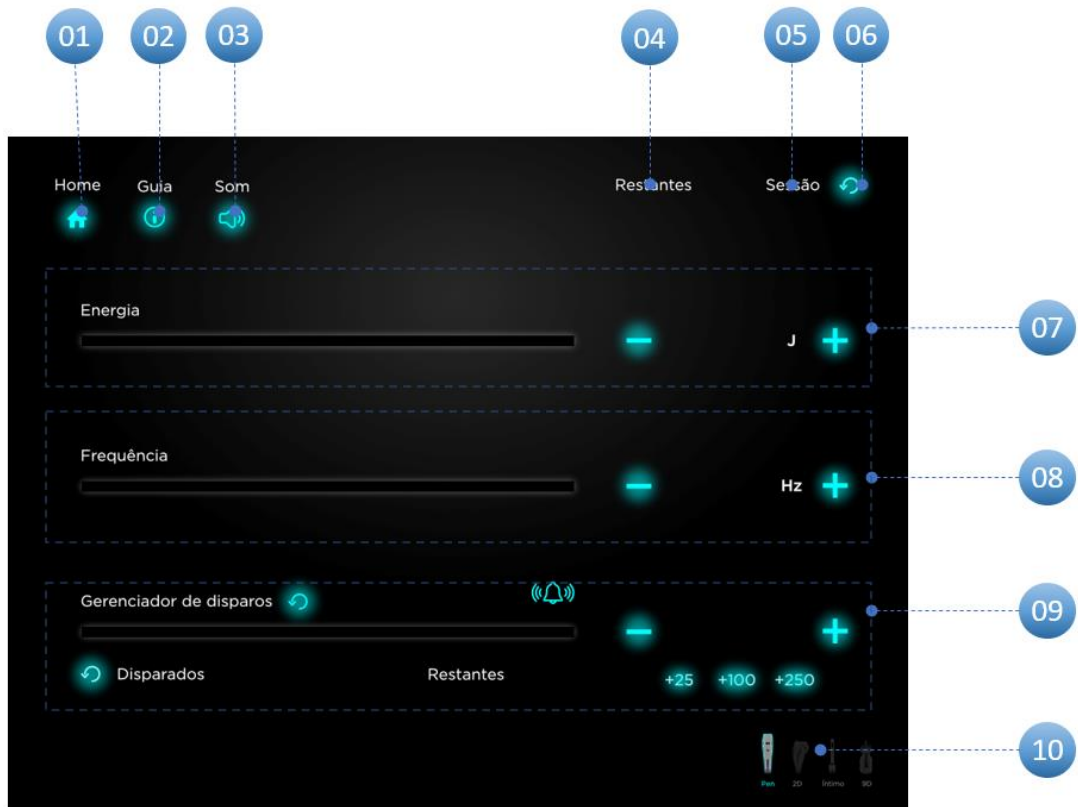 01 02 03 04 05 06
Home Guia Som Restantes Sessão
Energia
J
07
Frequência
Hz
08
Gerenciador de disparos
09
Disparados Restantes +25 +100 +250
10
Pen 2D Íntimo 9D